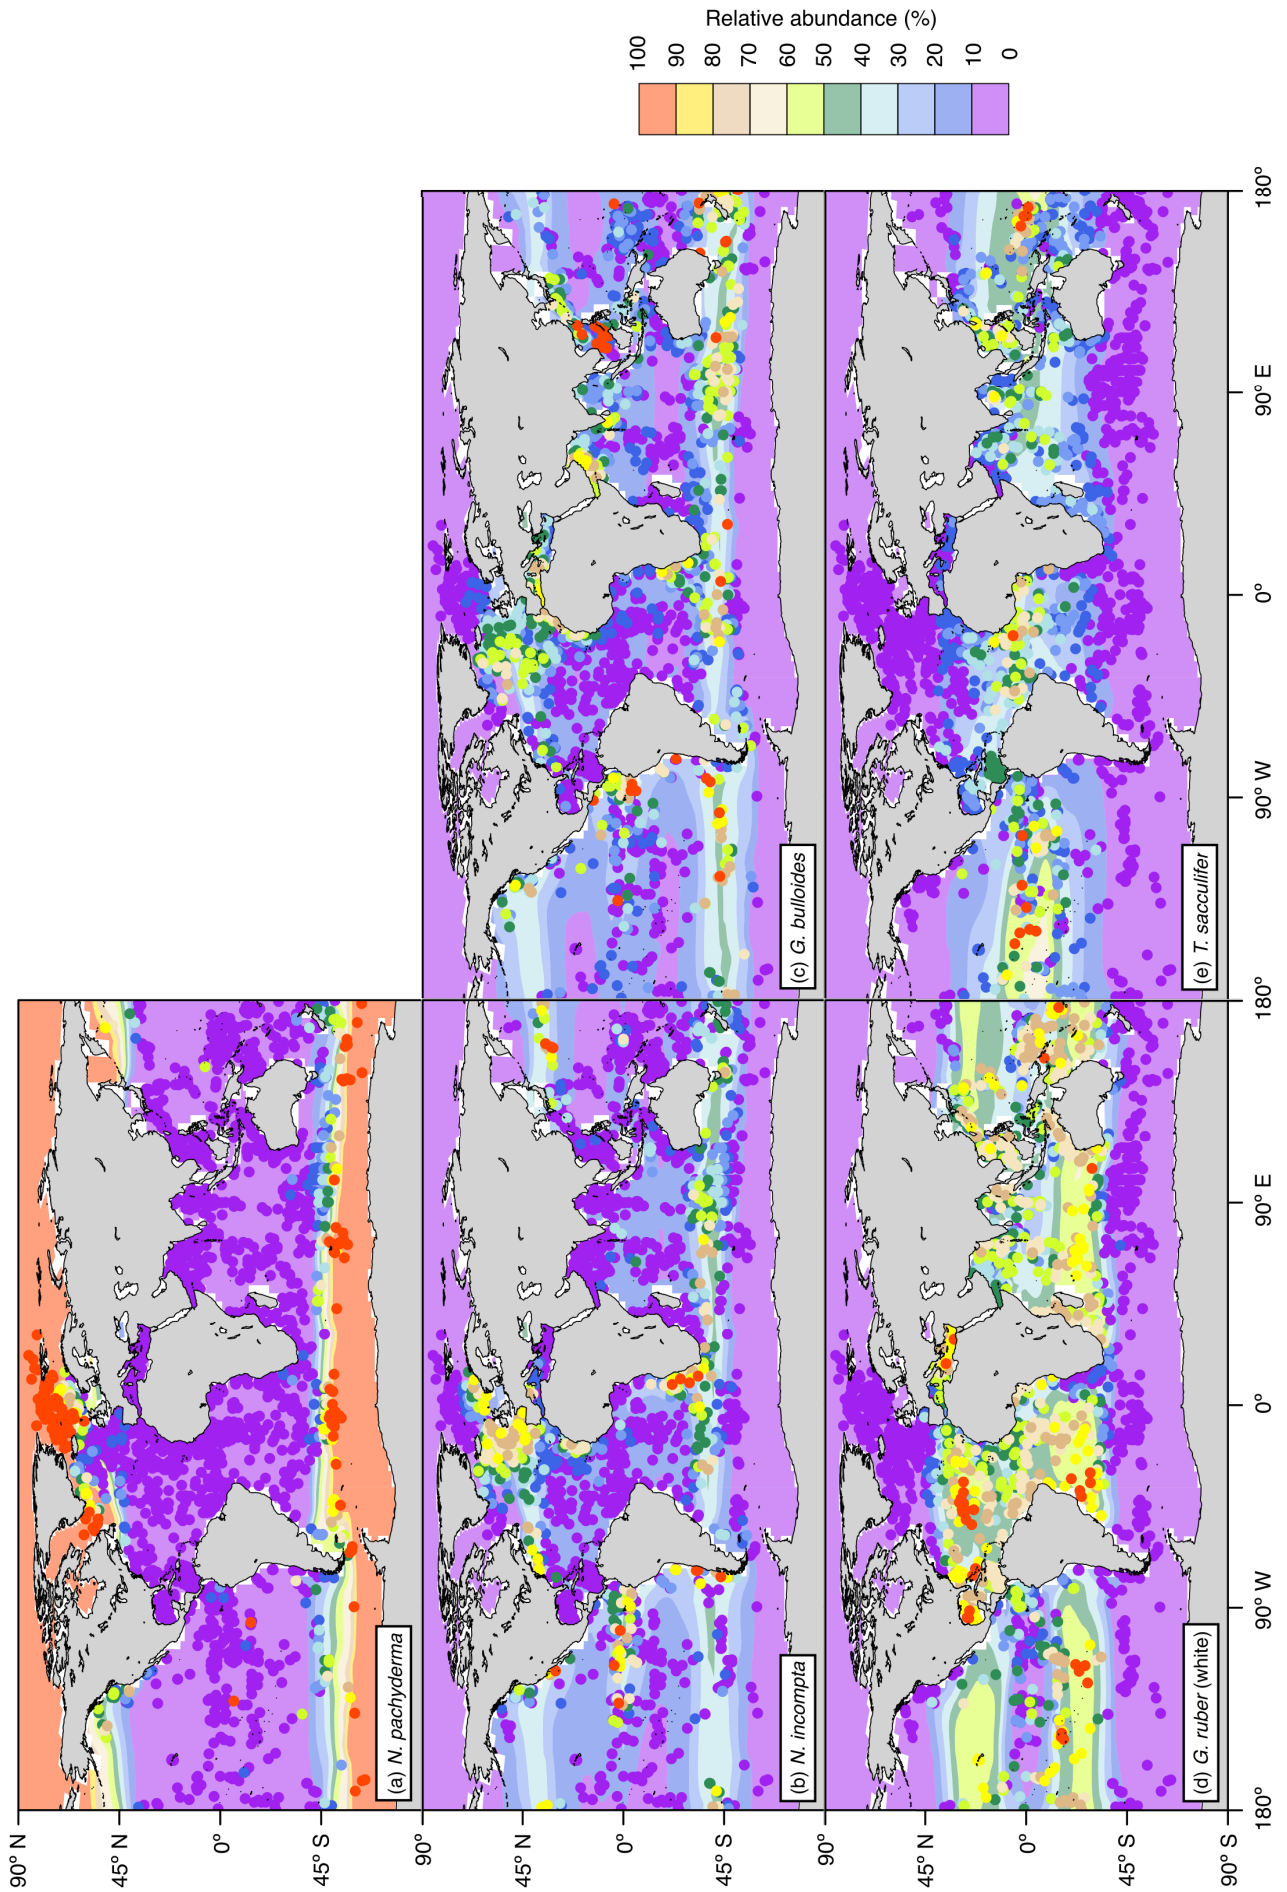 Relative abundance (%)
100
90
80
70
60
50
40
30
20
10
0
90° N
45° N
0°
45° S
(a) N. pachyderma
90°
45° N
0°
45° S
(b) N. incompta
(c) G. bulloides
0°
45° N
0°
45° S
90° S
(d) G. ruber (white)
(e) T. sacculifer
180°
90° W
0°
90° E
180°
90° W
0°
90° E
180°